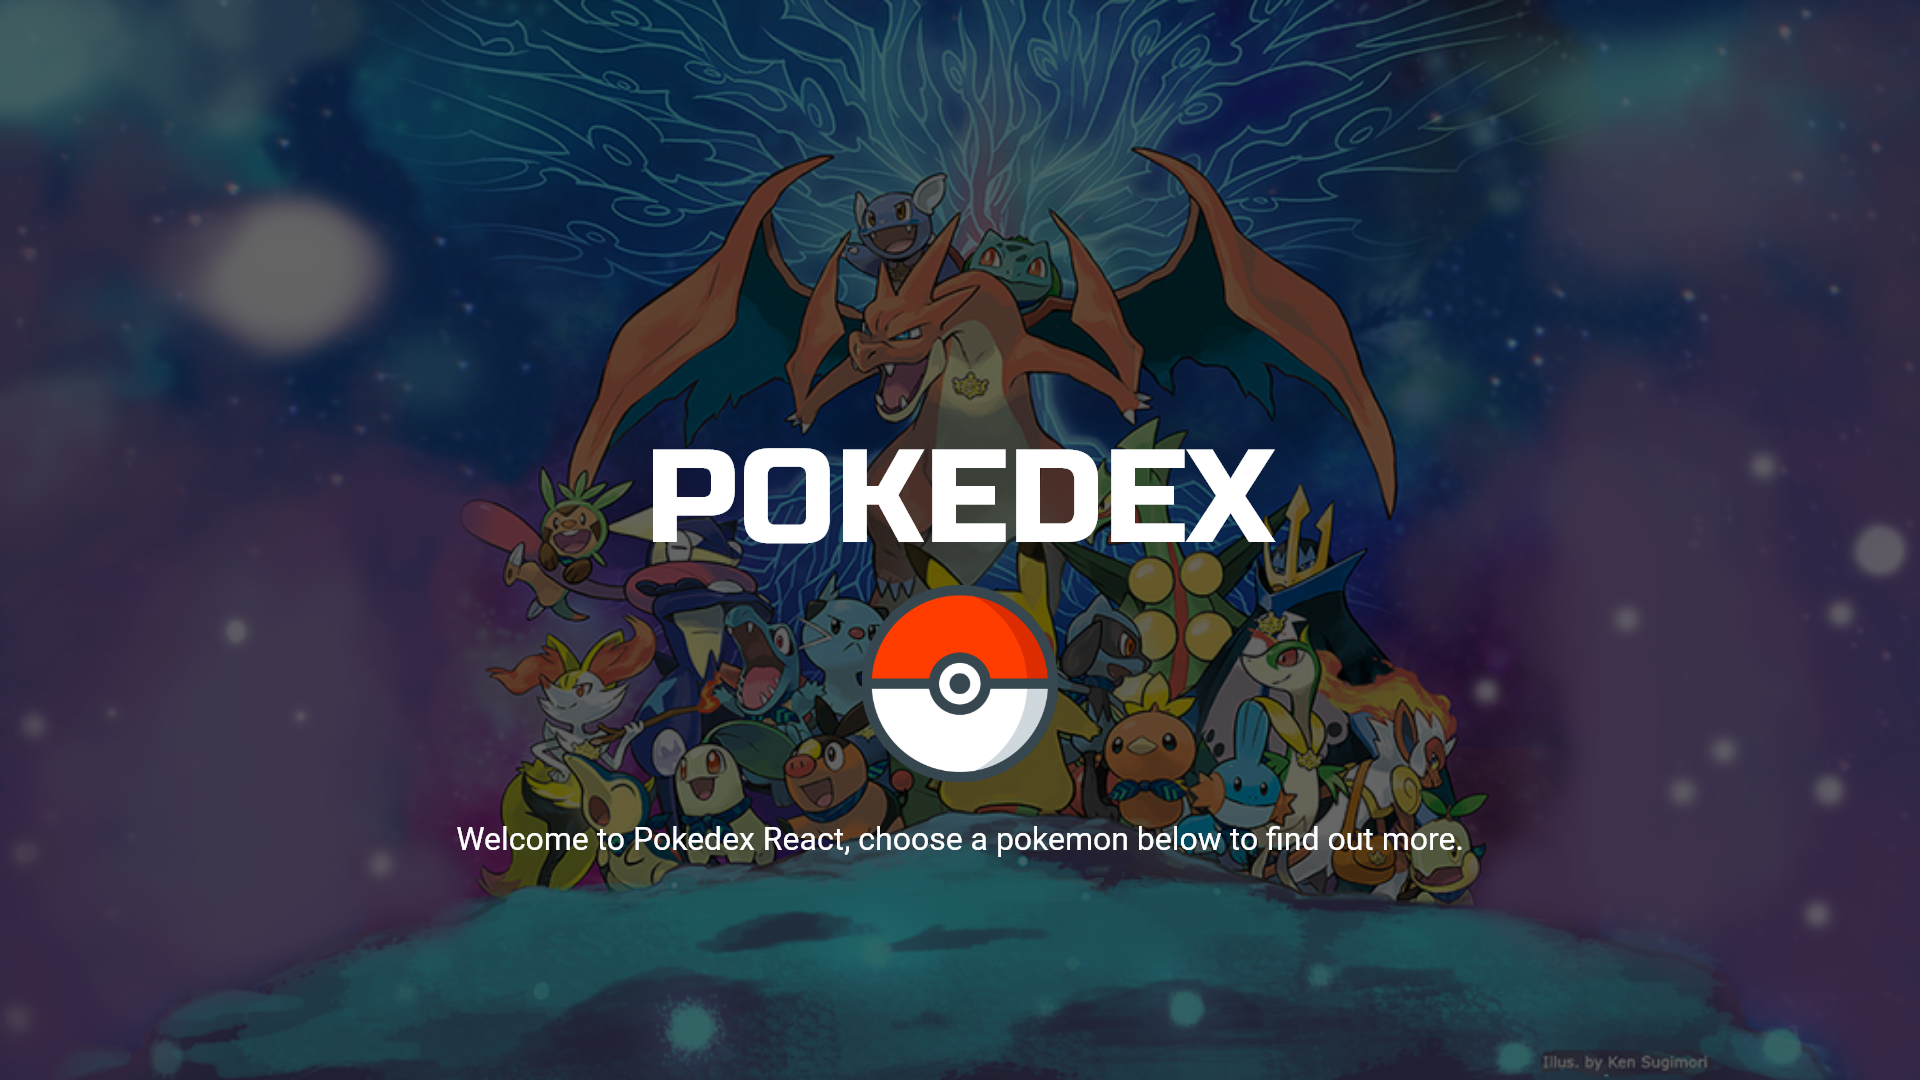 POKEDEX
Welcome to Pokedex React, choose a pokemon below to find out more.
Illus. by Ken Sugimori